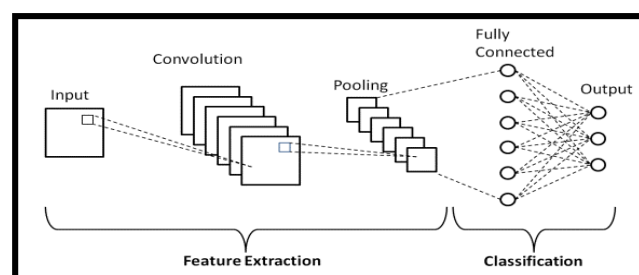 Fully
Connected
Convolution
Pooling
Output
Input
Feature Extraction
Classification